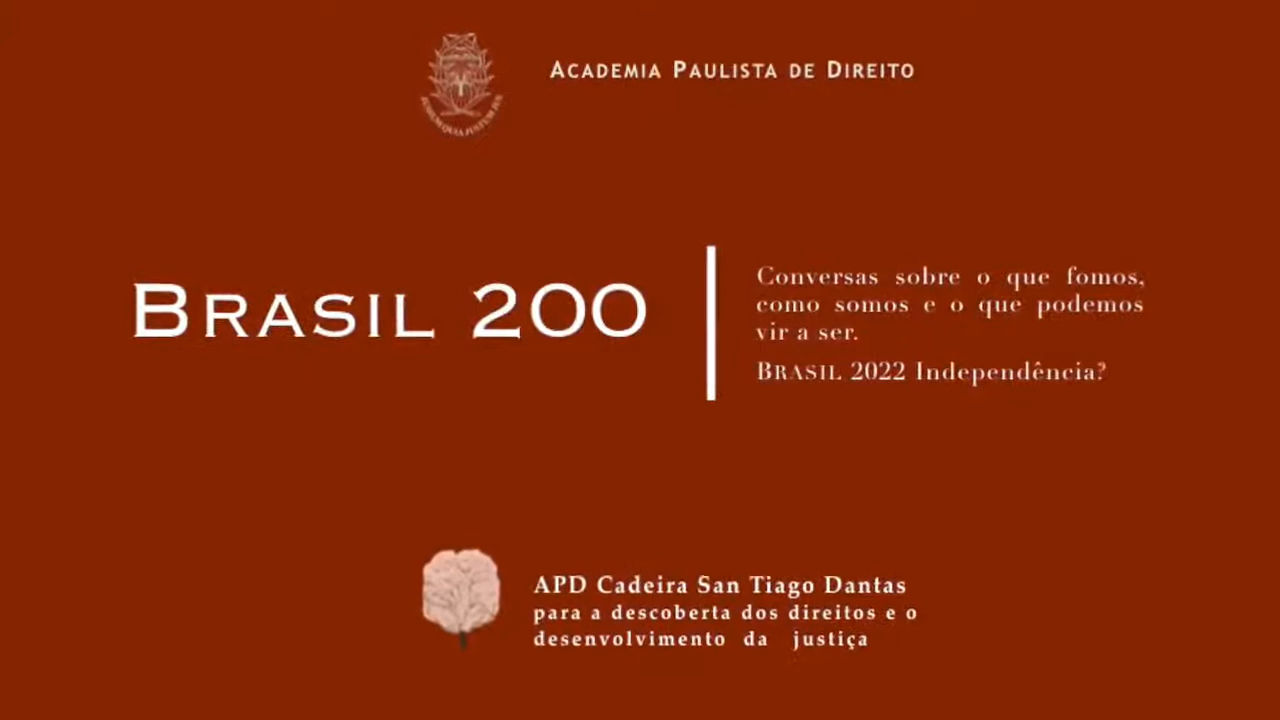 ACADEMIA PAULISTA DE DIREITO
BRASIL 200
Conversas sobre o que fomos,
como somos e o que podemos
vir a ser.
BRASIL 2022 Independência?
APD Cadeira San Tiago Dantas
para a descoberta dos direitos e o
desenvolvimento da justiça